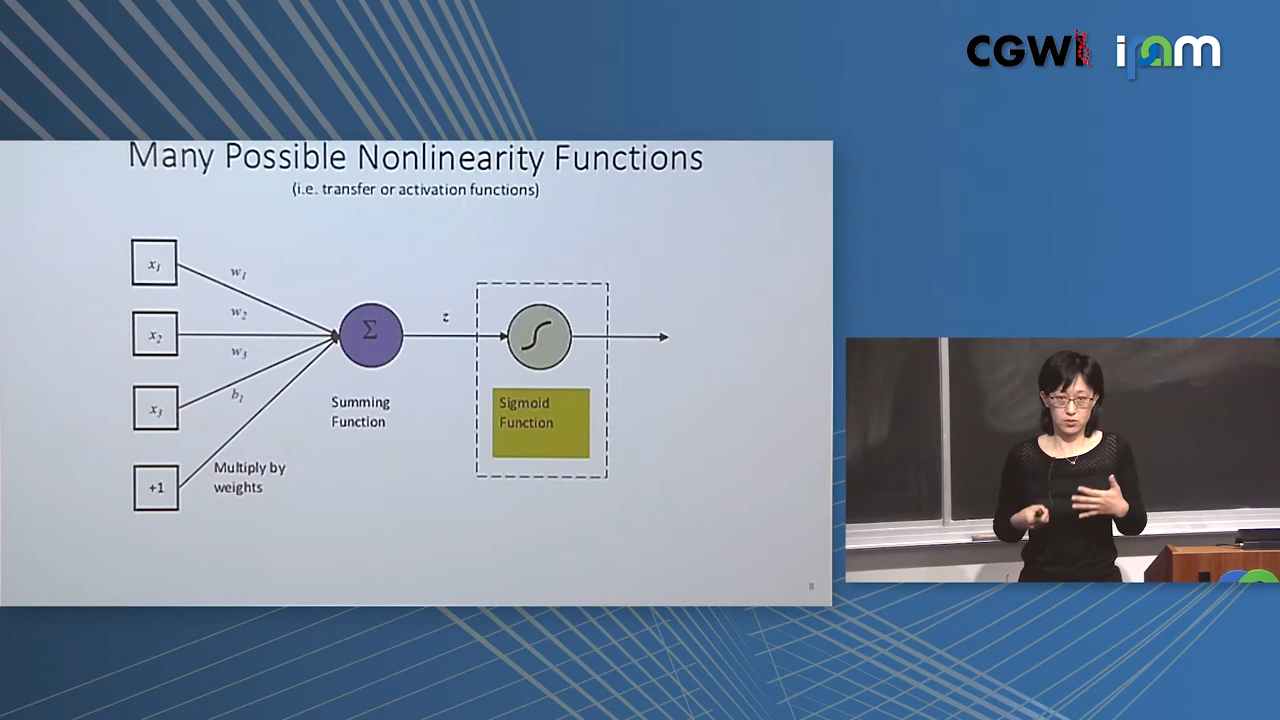 CGWI ipam
Many Possible Nonlinearity Functions
(i.e. transfer or activation functions)
x1
w1
x2
w2
Σ
z
w3
x3
b1
Summing
Function
Sigmoid
Function
+1
Multiply by
weights
8